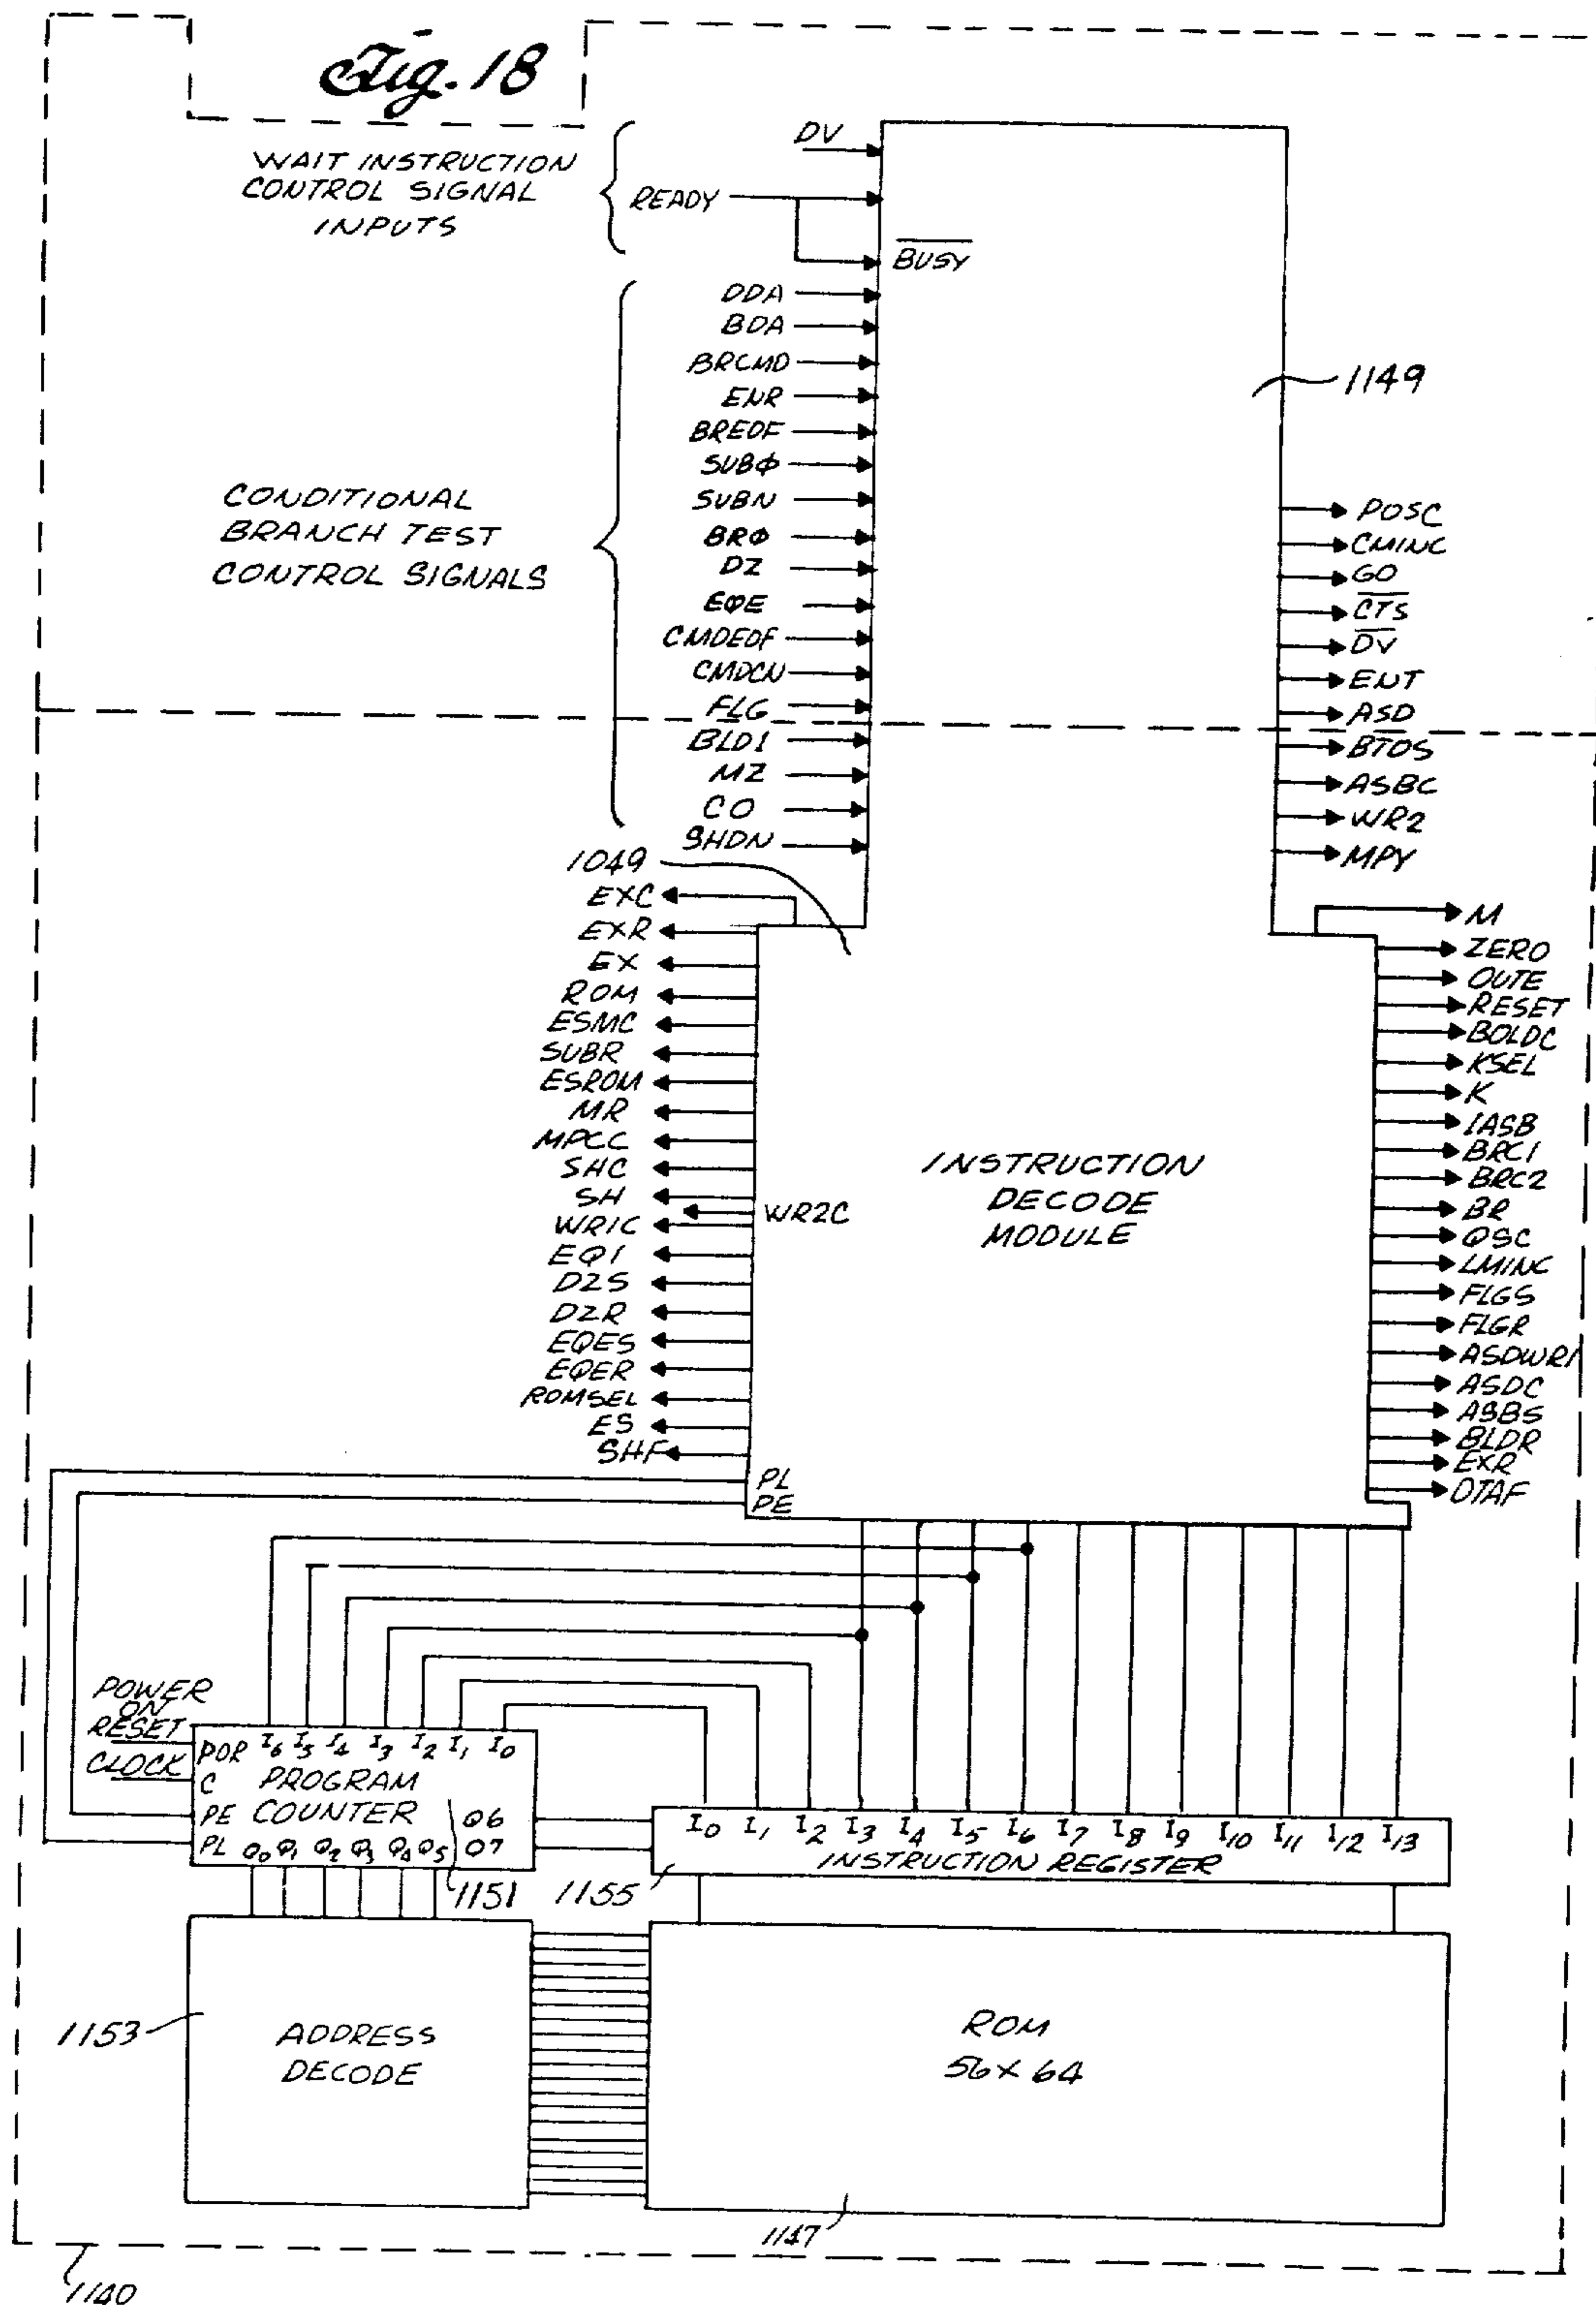 Fig. 18
WAIT INSTRUCTION
CONTROL SIGNAL
INPUTS
DV
READY
BUSY
DDA
BDA
BRCMD
ENR
BREDF
SUBΦ
SUBN
BRΦ
DZ
EΦE
CMDEDF
CMDCN
FLG
BLD1
MZ
CO
SHDN
CONDITIONAL
BRANCH TEST
CONTROL SIGNALS
1149
POSC
CMINC
GO
CTS
DV
ENT
ASD
BTOS
ASBC
WR2
MPY
1049
EXC
EXR
EX
ROM
ESMC
SUBR
ESROM
MR
MPCC
SHC
SH
WR2C
WR1C
EQ1
DZS
DZR
EQES
EQER
ROMSEL
ES
SHF
PL
PE
INSTRUCTION
DECODE
MODULE
M
ZERO
OUTE
RESET
BOLDC
KSEL
K
IASB
BRC1
BRC2
BR
QSC
LMINC
FLGS
FLGR
ASDWR1
ASDC
ASBS
BLDR
EXR
DTAF
POWER
ON
RESET
CLOCK
POR I6 I5 I4 I3 I2 I1 I0
C PROGRAM
PE COUNTER Q6
PL Q0 Q1 Q2 Q3 Q4 Q5 Q7
1151
I0 I1 I2 I3 I4 I5 I6 I7 I8 I9 I10 I11 I12 I13
INSTRUCTION REGISTER
1155
1153
ADDRESS
DECODE
ROM
56 X 64
1147
1140